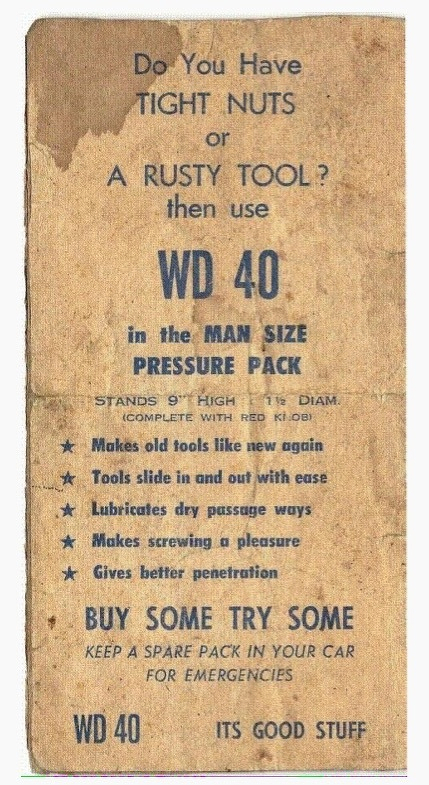 Do You Have
TIGHT NUTS
or
A RUSTY TOOL?
then use
WD 40
in the MAN SIZE
PRESSURE PACK
STANDS 9" HIGH 1½ DIAM.
(COMPLETE WITH RED KNOB)
★ Makes old tools like new again
★ Tools slide in and out with ease
★ Lubricates dry passage ways
★ Makes screwing a pleasure
★ Gives better penetration
BUY SOME TRY SOME
KEEP A SPARE PACK IN YOUR CAR
FOR EMERGENCIES
WD 40 ITS GOOD STUFF